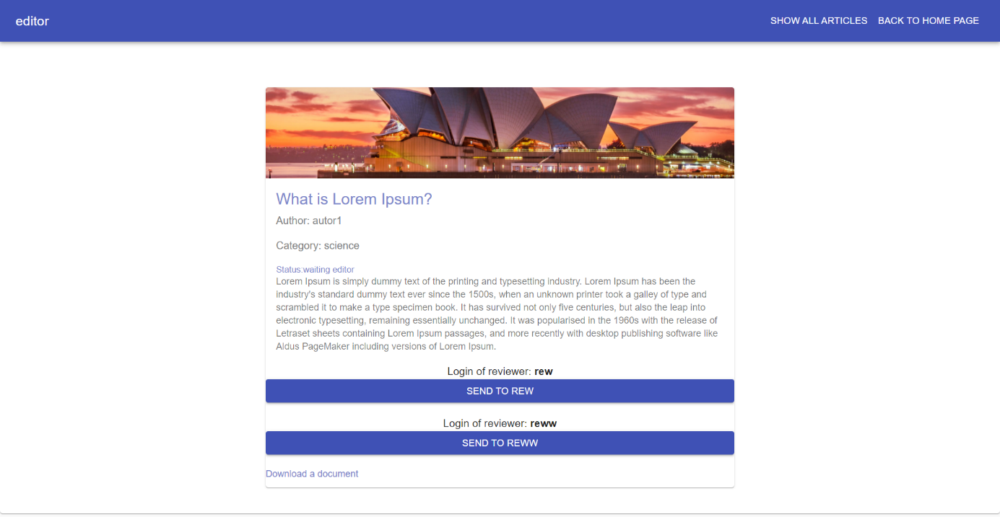 editor
SHOW ALL ARTICLES BACK TO HOME PAGE
What is Lorem Ipsum?
Author: autor1
Category: science
Status:waiting editor
Lorem Ipsum is simply dummy text of the printing and typesetting industry. Lorem Ipsum has been the
industry's standard dummy text ever since the 1500s, when an unknown printer took a galley of type and
scrambled it to make a type specimen book. It has survived not only five centuries, but also the leap into
electronic typesetting, remaining essentially unchanged. It was popularised in the 1960s with the release of
Letraset sheets containing Lorem Ipsum passages, and more recently with desktop publishing software like
Aldus PageMaker including versions of Lorem Ipsum.
Login of reviewer: rew
SEND TO REW
Login of reviewer: reww
SEND TO REWW
Download a document